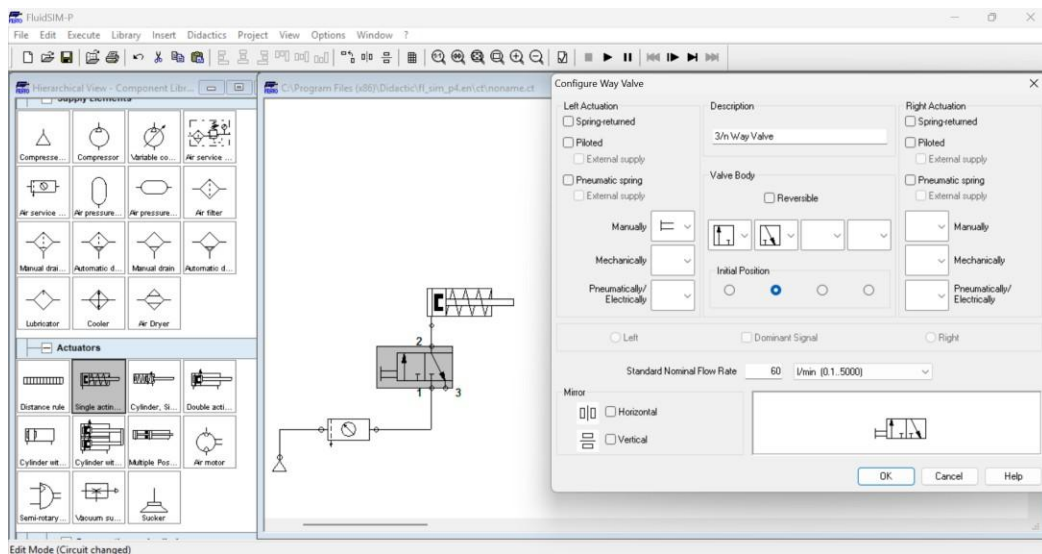 FluidSIM-P
File Edit Execute Library Insert Didactics Project View Options Window ?
Hierarchical View - Component Libr...
C:\Program Files (x86)\Didactic\fl_sim_p4.en\ct\noname.ct
Supply Elements
Compresse... Compressor Variable co... Air service ...
Air service ... Air pressure... Air pressure... Air filter
Manual drai... Automatic d... Manual drain Automatic d...
Lubricator Cooler Air Dryer
Actuators
Distance rule Single actin... Cylinder, Si... Double acti...
Cylinder wit... Cylinder wit... Multiple Pos... Air motor
Semi-rotary... Vacuum su... Sucker
2
1 3
Configure Way Valve
Left Actuation Description Right Actuation
Spring-returned Spring-returned
3/n Way Valve
Piloted Piloted
External supply External supply
Valve Body
Pneumatic spring Pneumatic spring
External supply Reversible External supply
Manually Manually
Mechanically Mechanically
Initial Position
Pneumatically/ Pneumatically/
Electrically Electrically
Left Dominant Signal Right
Standard Nominal Flow Rate 60 l/min (0.1..5000)
Mirror
Horizontal
Vertical
OK Cancel Help
Edit Mode (Circuit changed)